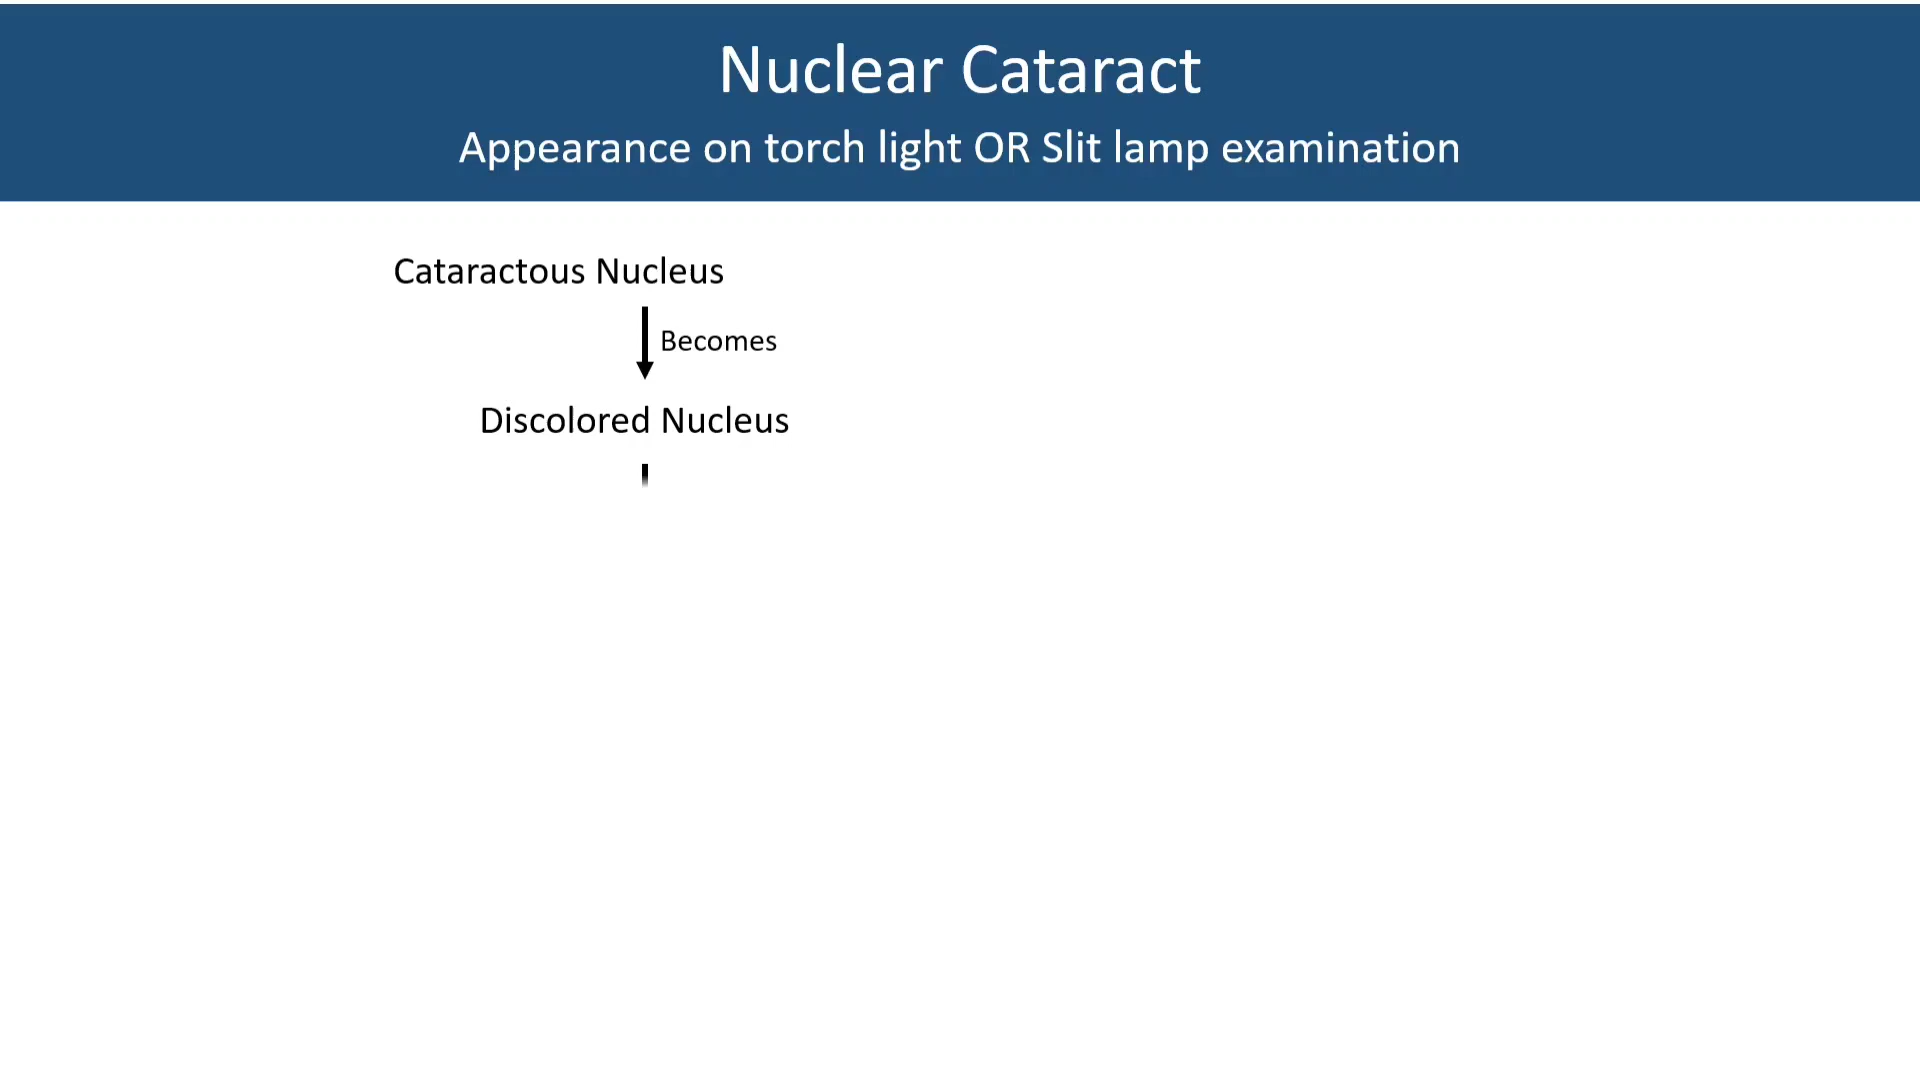 Nuclear Cataract
Appearance on torch light OR Slit lamp examination
Cataractous Nucleus
Becomes
Discolored Nucleus